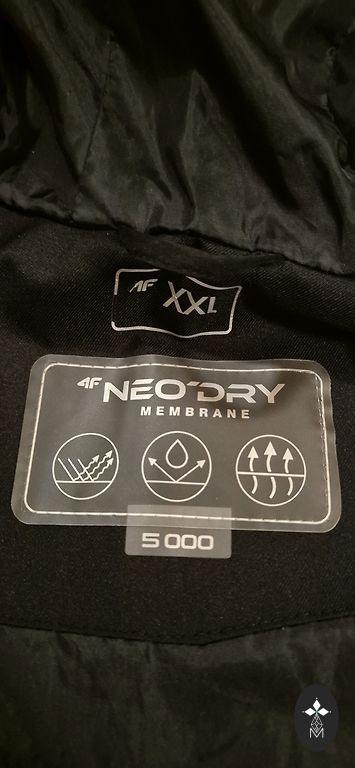 4F XXL
4F NEO'DRY
MEMBRANE
5 000
M